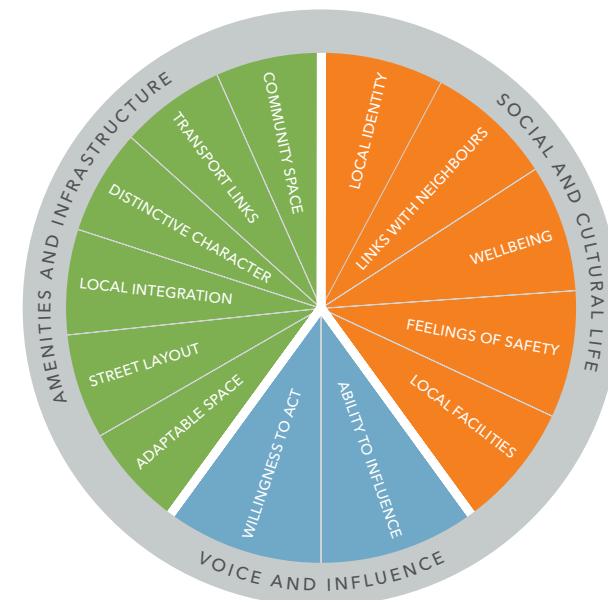 AMENITIES AND INFRASTRUCTURE
SOCIAL AND CULTURAL LIFE
VOICE AND INFLUENCE
LOCAL IDENTITY
LINKS WITH NEIGHBOURS
WELLBEING
FEELINGS OF SAFETY
LOCAL FACILITIES
ABILITY TO INFLUENCE
WILLINGNESS TO ACT
ADAPTABLE SPACE
STREET LAYOUT
LOCAL INTEGRATION
DISTINCTIVE CHARACTER
TRANSPORT LINKS
COMMUNITY SPACE